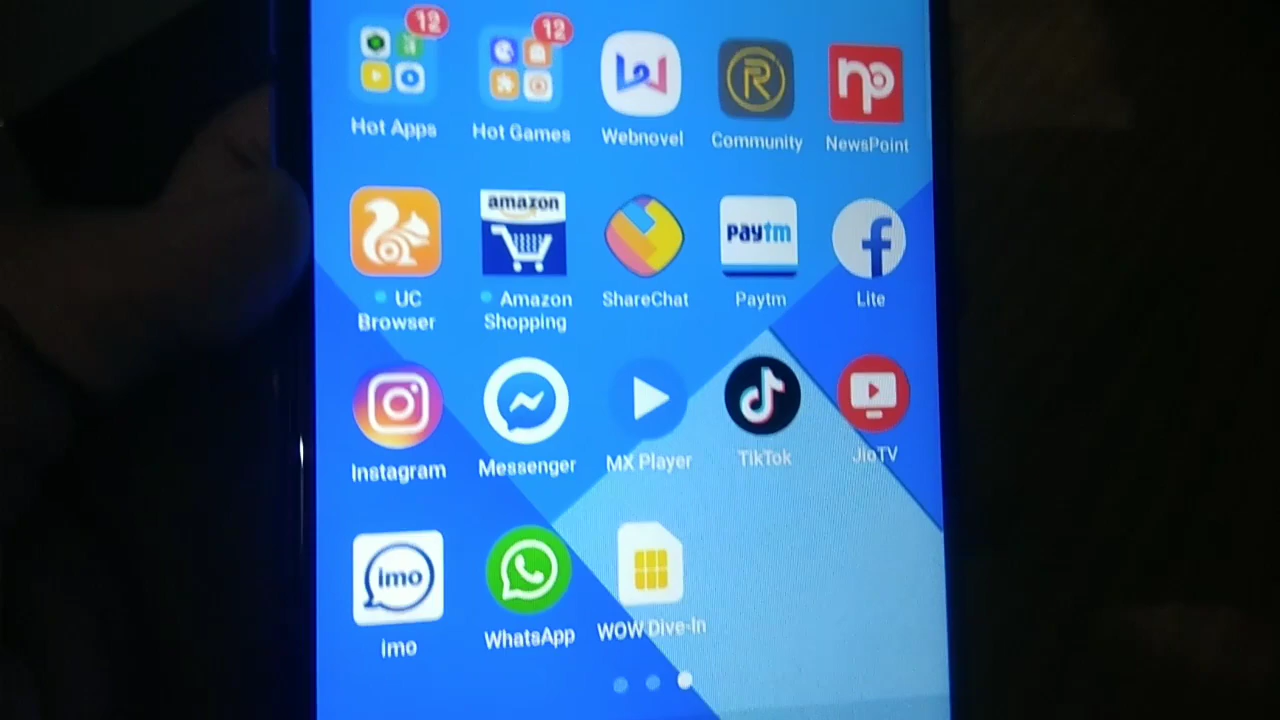 12
12
Hot Apps
Hot Games
Webnovel
Community
NewsPoint
amazon
paytm
UC
Browser
Amazon
Shopping
ShareChat
Paytm
Lite
Instagram
Messenger
MX Player
TikTok
JioTV
imo
imo
WhatsApp
WOW Dive-In
R
np